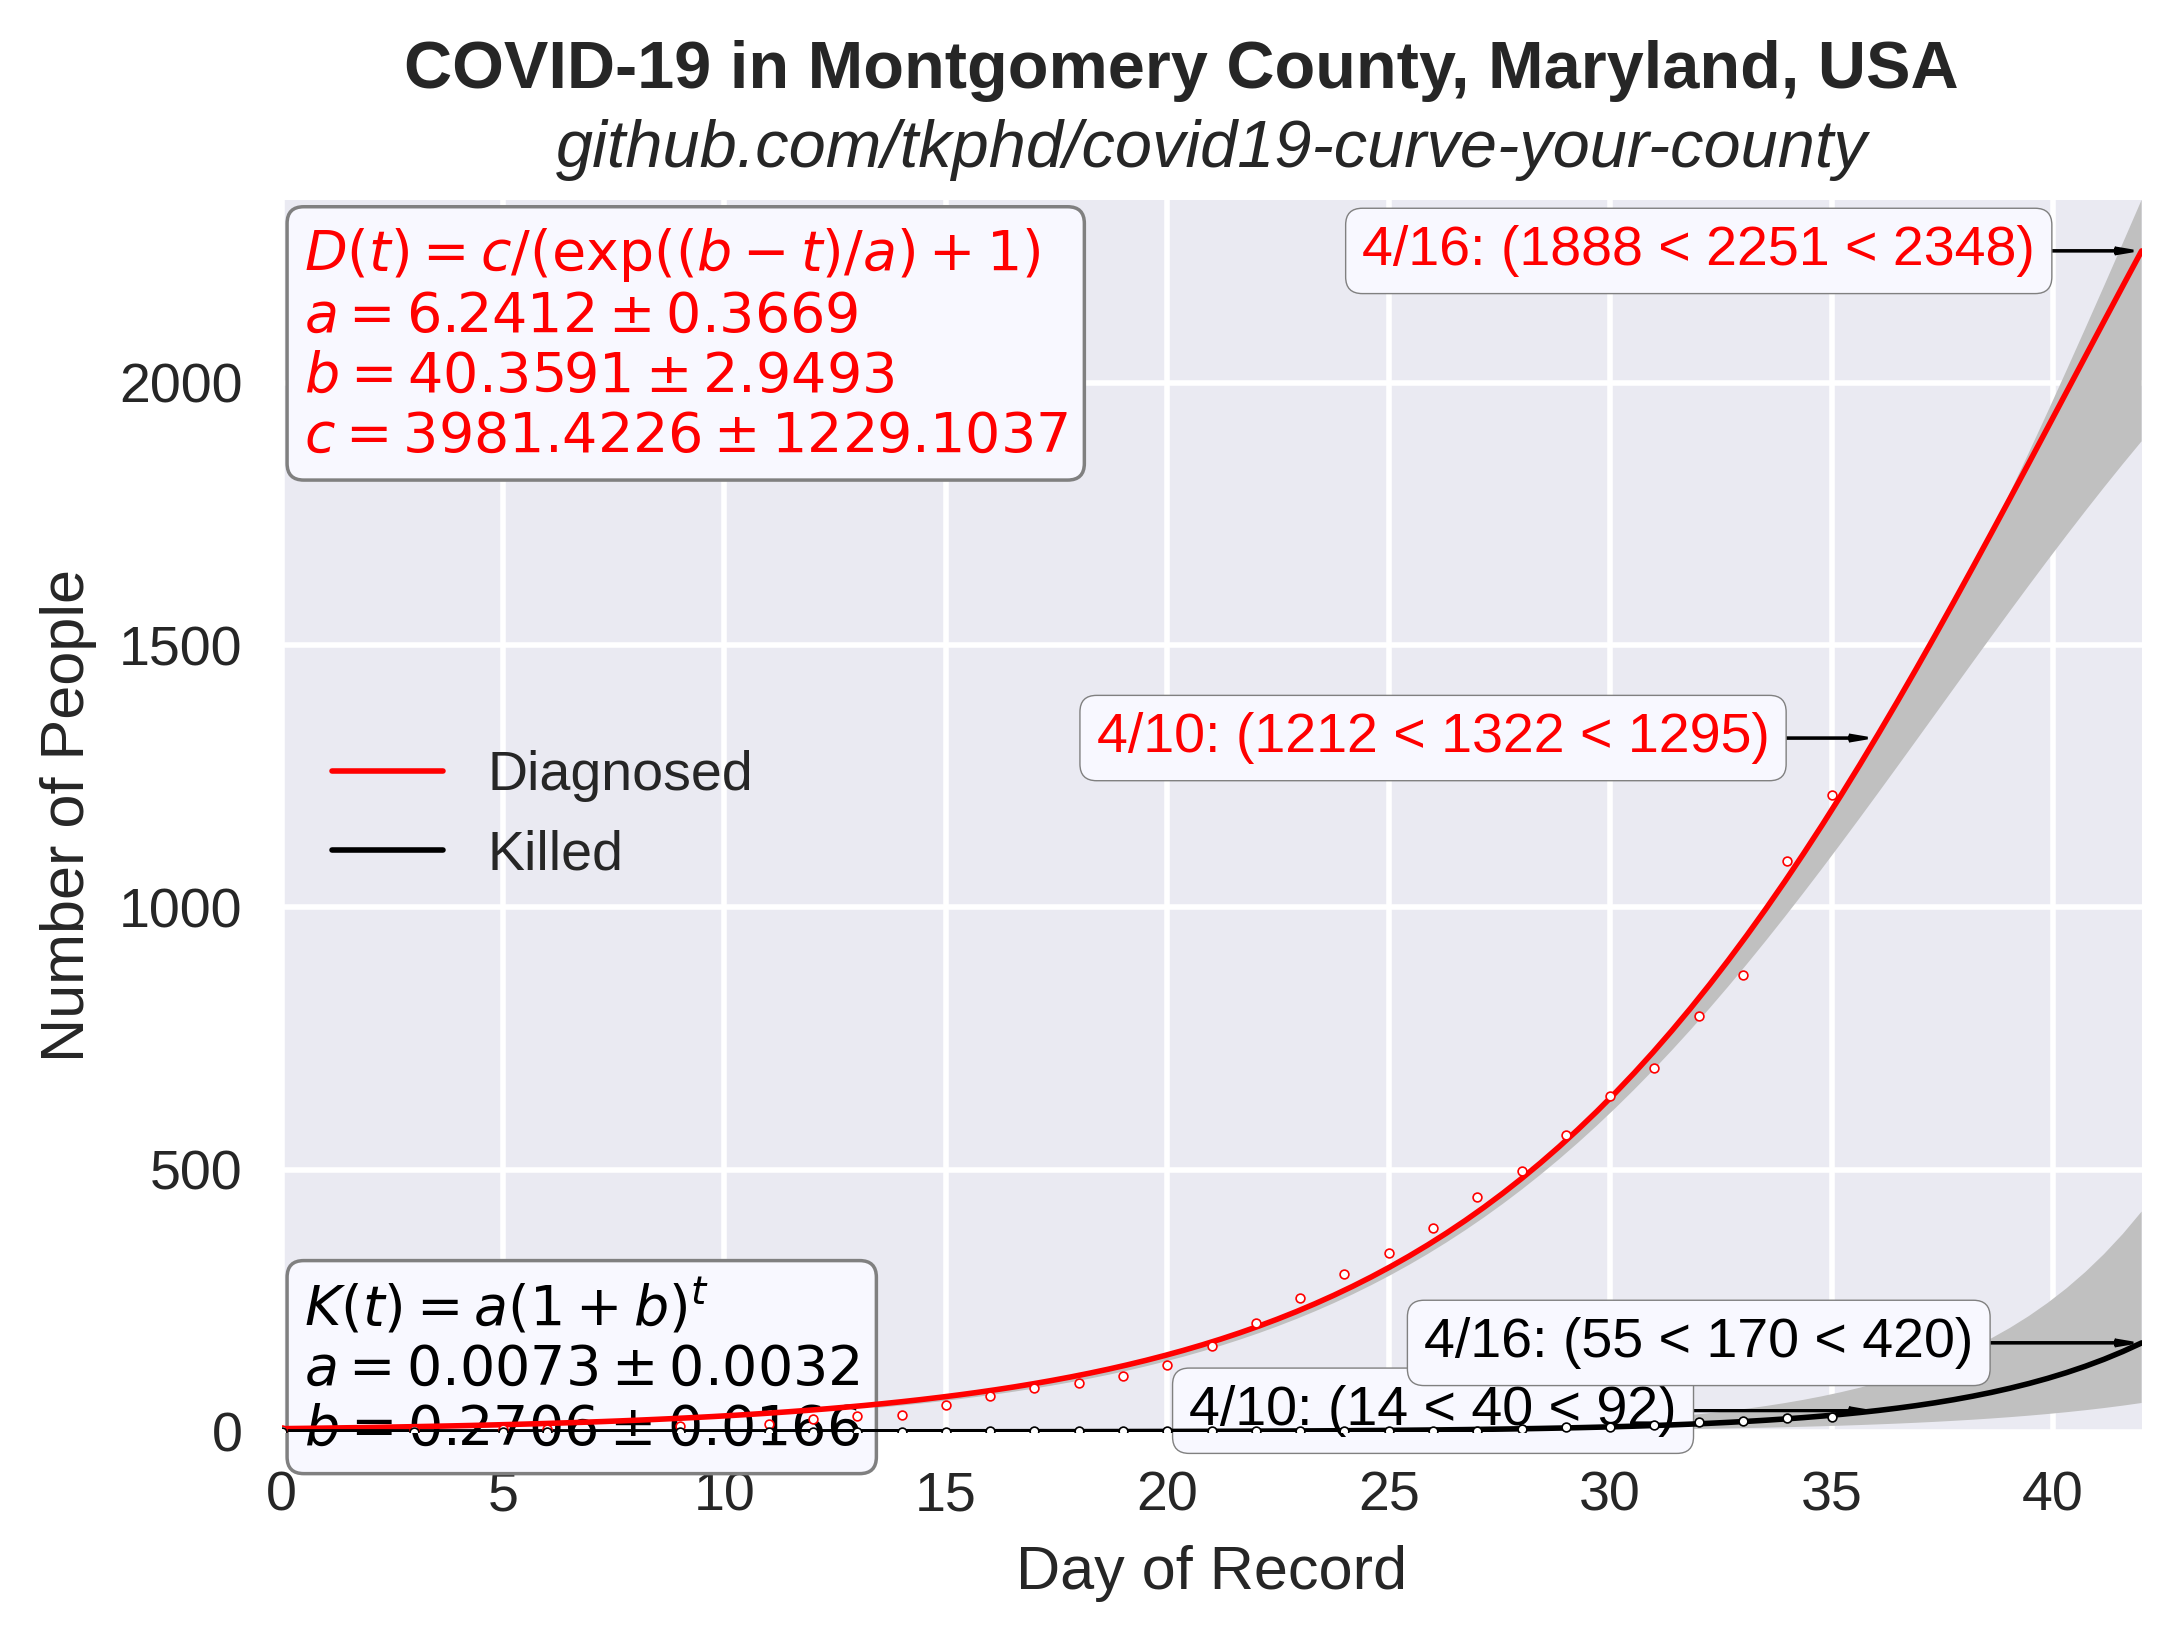 COVID-19 in Montgomery County, Maryland, USA
github.com/tkphd/covid19-curve-your-county
D(t) = c/(exp((b − t)/a) + 1)
a = 6.2412 ± 0.3669
b = 40.3591 ± 2.9493
c = 3981.4226 ± 1229.1037
4/16: (1888 < 2251 < 2348)
4/10: (1212 < 1322 < 1295)
Number of People
2000
1500
1000
500
0
Diagnosed
Killed
K(t) = a(1 + b)^t
a = 0.0073 ± 0.0032
b = 0.2706 ± 0.0166
4/16: (55 < 170 < 420)
4/10: (14 < 40 < 92)
0 5 10 15 20 25 30 35 40
Day of Record